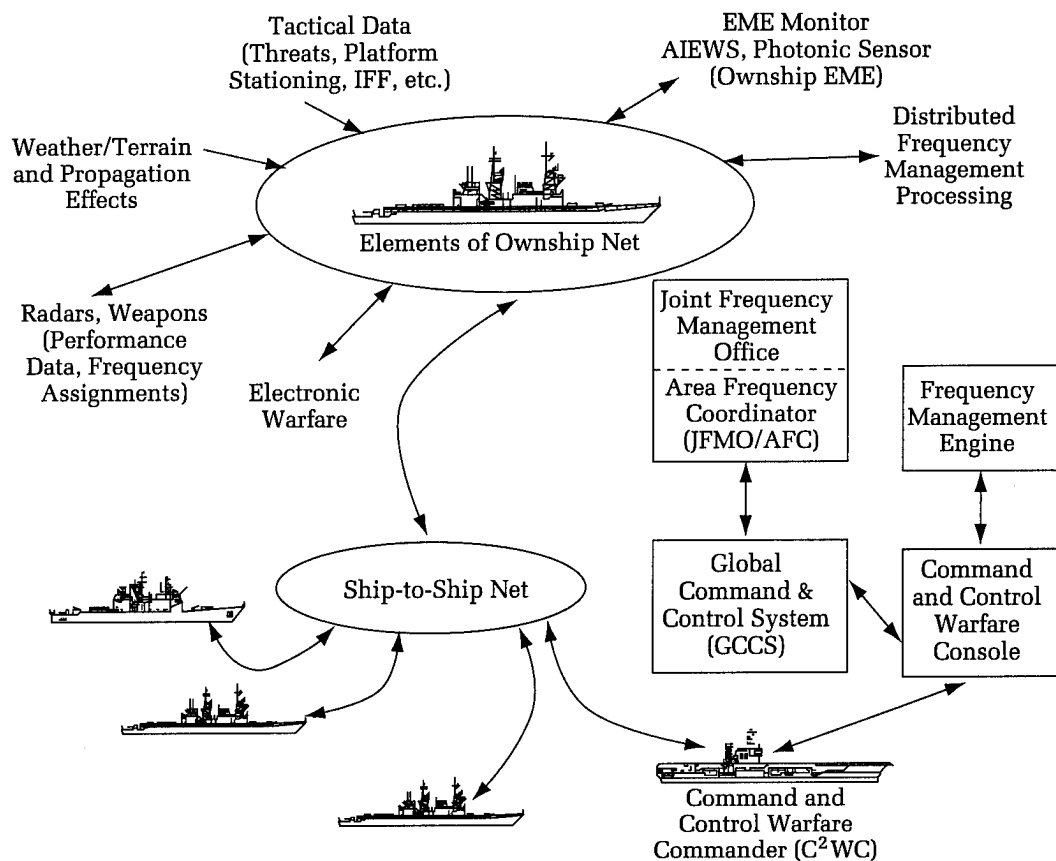 Tactical Data
(Threats, Platform
Stationing, IFF, etc.)
EME Monitor
AIEWS, Photonic Sensor
(Ownship EME)
Weather/Terrain
and Propagation
Effects
Distributed
Frequency
Management
Processing
Elements of Ownship Net
Radars, Weapons
(Performance
Data, Frequency
Assignments)
Electronic
Warfare
Joint Frequency
Management
Office
Area Frequency
Coordinator
(JFMO/AFC)
Frequency
Management
Engine
Ship-to-Ship Net
Global
Command &
Control System
(GCCS)
Command
and Control
Warfare
Console
Command and
Control Warfare
Commander (C²WC)